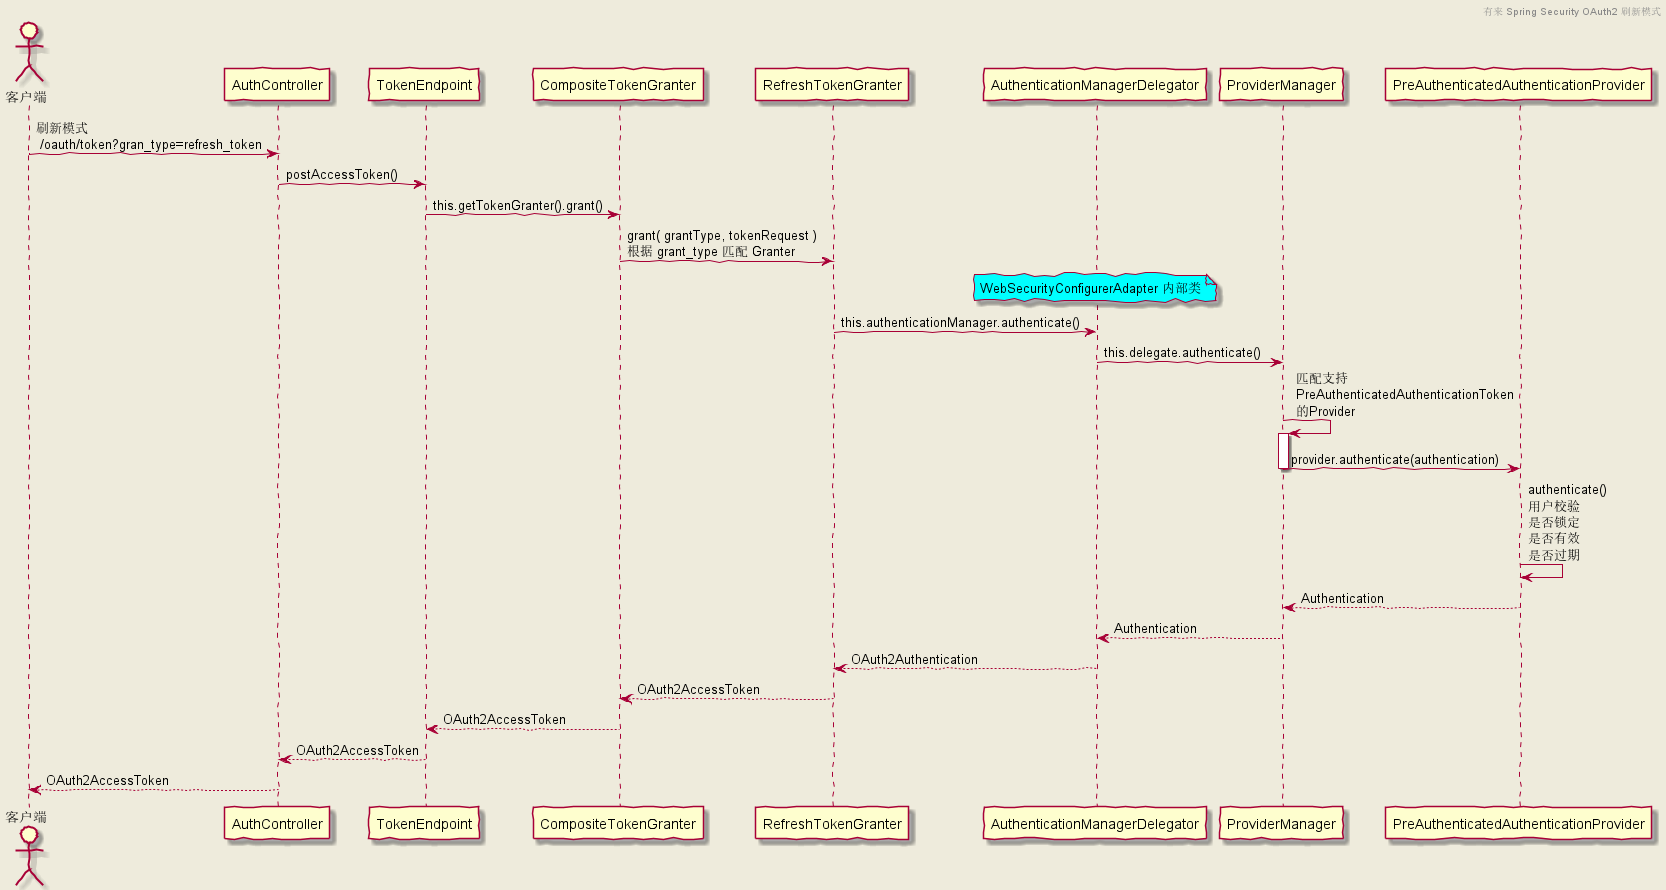 有来 Spring Security OAuth2 刷新模式
客户端
AuthController
TokenEndpoint
CompositeTokenGranter
RefreshTokenGranter
AuthenticationManagerDelegator
ProviderManager
PreAuthenticatedAuthenticationProvider
刷新模式
/oauth/token?gran_type=refresh_token
postAccessToken()
this.getTokenGranter().grant()
grant( grantType, tokenRequest )
根据 grant_type 匹配 Granter
WebSecurityConfigurerAdapter 内部类
this.authenticationManager.authenticate()
this.delegate.authenticate()
匹配支持
PreAuthenticatedAuthenticationToken
的Provider
provider.authenticate(authentication)
authenticate()
用户校验
是否锁定
是否有效
是否过期
Authentication
Authentication
OAuth2Authentication
OAuth2AccessToken
OAuth2AccessToken
OAuth2AccessToken
OAuth2AccessToken
客户端
AuthController
TokenEndpoint
CompositeTokenGranter
RefreshTokenGranter
AuthenticationManagerDelegator
ProviderManager
PreAuthenticatedAuthenticationProvider